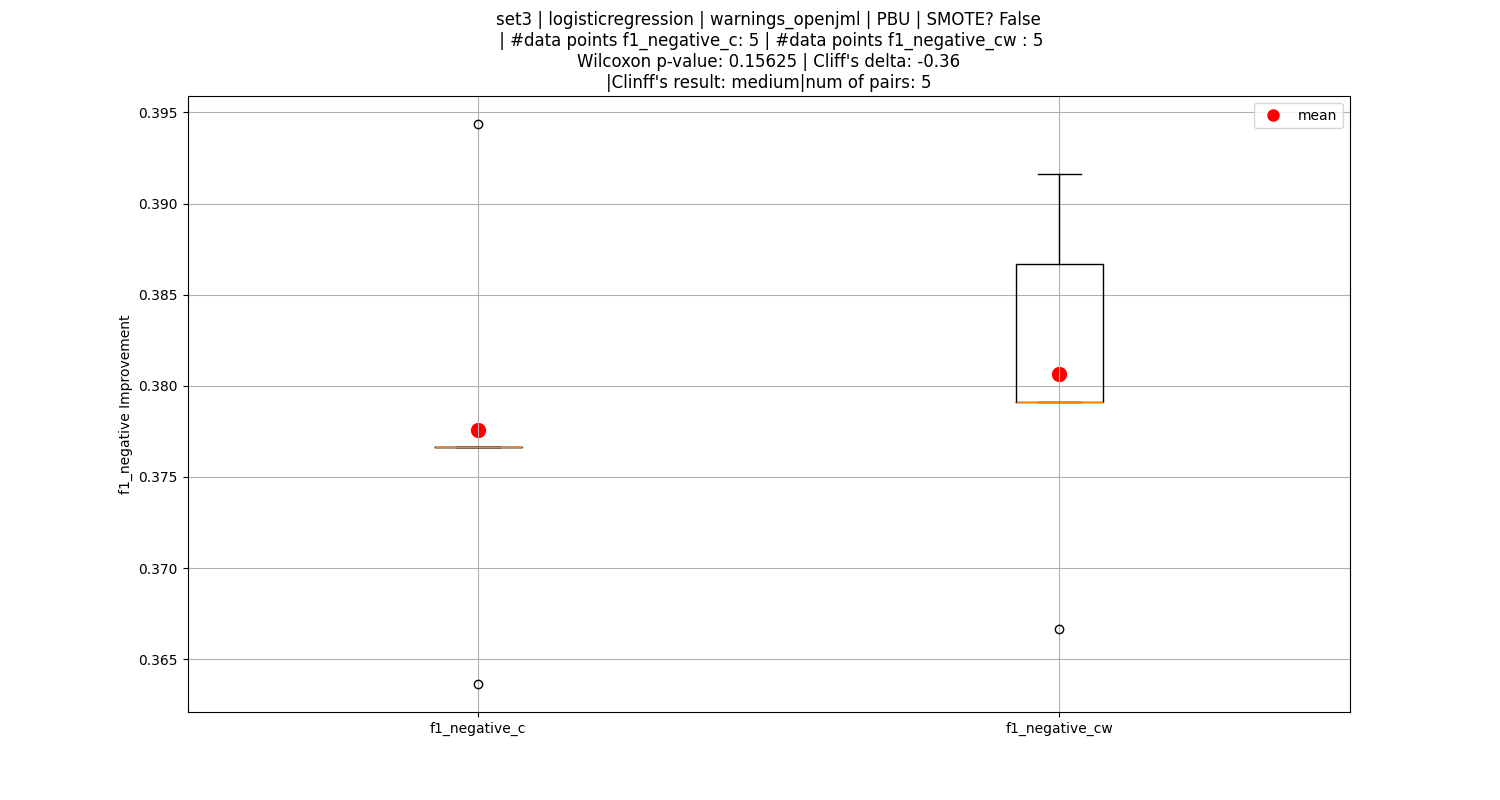 set3 | logisticregression | warnings_openjml | PBU | SMOTE? False
| #data points f1_negative_c: 5 | #data points f1_negative_cw : 5
Wilcoxon p-value: 0.15625 | Cliff's delta: -0.36
|Clinff's result: medium|num of pairs: 5
mean
0.395
0.390
0.385
0.380
0.375
0.370
0.365
f1_negative Improvement
f1_negative_c
f1_negative_cw